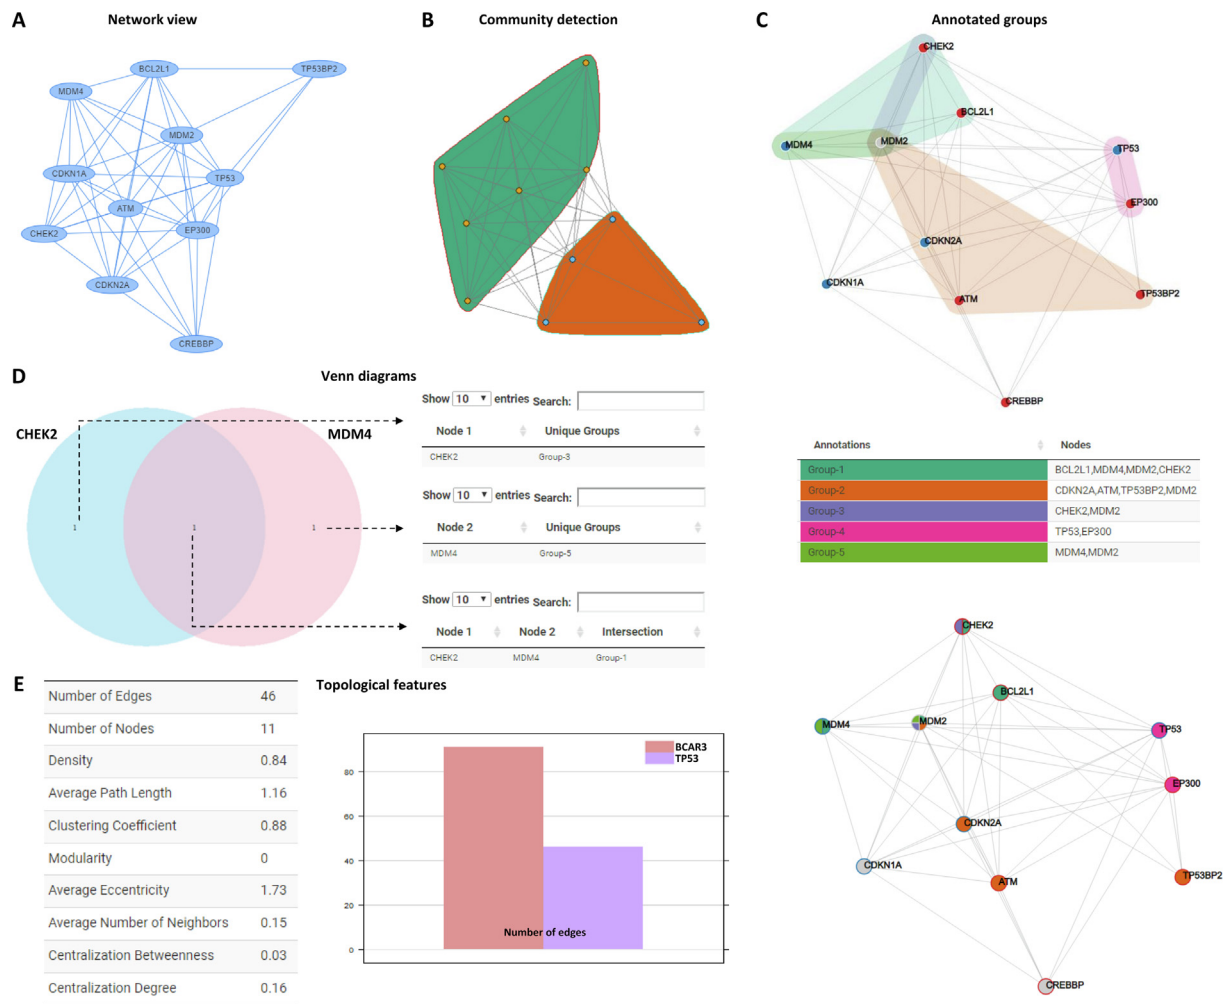 A
Network view
BCL2L1
TP53BP2
MDM4
MDM2
CDKN1A
TP53
ATM
EP300
CHEK2
CDKN2A
CREBBP
B
Community detection
C
Annotated groups
CHEK2
BCL2L1
MDM4
MDM2
TP53
EP300
CDKN2A
CDKN1A
TP53BP2
ATM
CREBBP
Annotations Nodes
Group-1 BCL2L1,MDM4,MDM2,CHEK2
Group-2 CDKN2A,ATM,TP53BP2,MDM2
Group-3 CHEK2,MDM2
Group-4 TP53,EP300
Group-5 MDM4,MDM2
CHEK2
BCL2L1
MDM4
MDM2
TP53
EP300
CDKN2A
CDKN1A
TP53BP2
ATM
CREBBP
D
Venn diagrams
CHEK2
MDM4
1
1
1
Show 10 entries Search:
Node 1 Unique Groups
CHEK2 Group-3
Show 10 entries Search:
Node 2 Unique Groups
MDM4 Group-5
Show 10 entries Search:
Node 1 Node 2 Intersection
CHEK2 MDM4 Group-1
E
Topological features
Number of Edges 46
Number of Nodes 11
Density 0.84
Average Path Length 1.16
Clustering Coefficient 0.88
Modularity 0
Average Eccentricity 1.73
Average Number of Neighbors 0.15
Centralization Betweenness 0.03
Centralization Degree 0.16
BCAR3
TP53
80
60
40
20
0
Number of edges